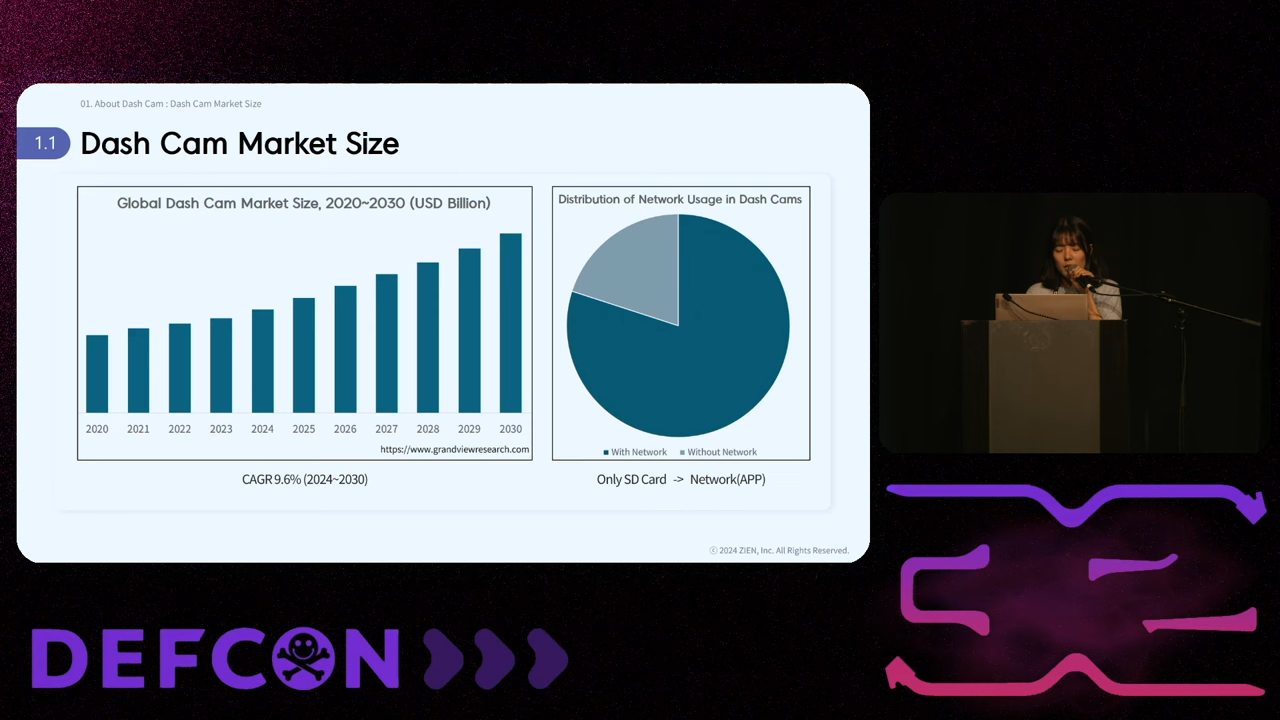 01. About Dash Cam : Dash Cam Market Size
1.1 Dash Cam Market Size
Global Dash Cam Market Size, 2020~2030 (USD Billion)
2020 2021 2022 2023 2024 2025 2026 2027 2028 2029 2030
https://www.grandviewresearch.com
CAGR 9.6% (2024~2030)
Distribution of Network Usage in Dash Cams
With Network Without Network
Only SD Card -> Network(APP)
ⓒ 2024 ZIEN, Inc. All Rights Reserved.
DEFCON